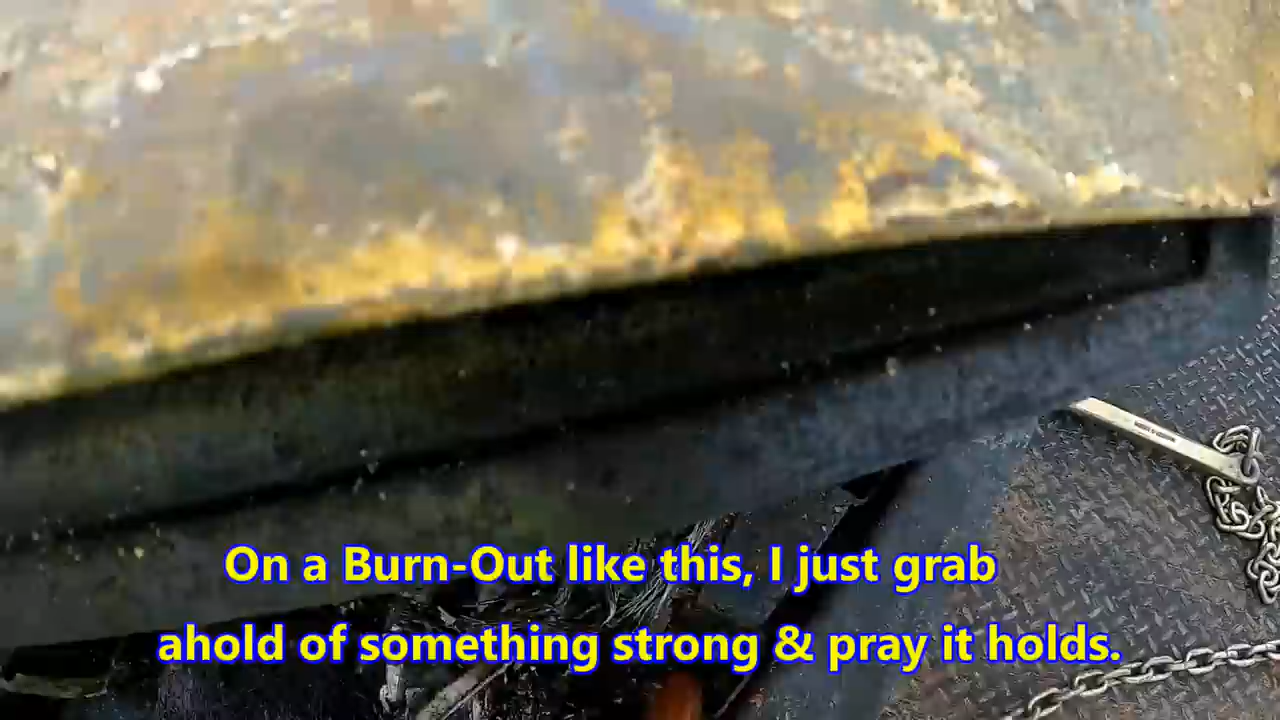 On a Burn-Out like this, I just grab
ahold of something strong & pray it holds.